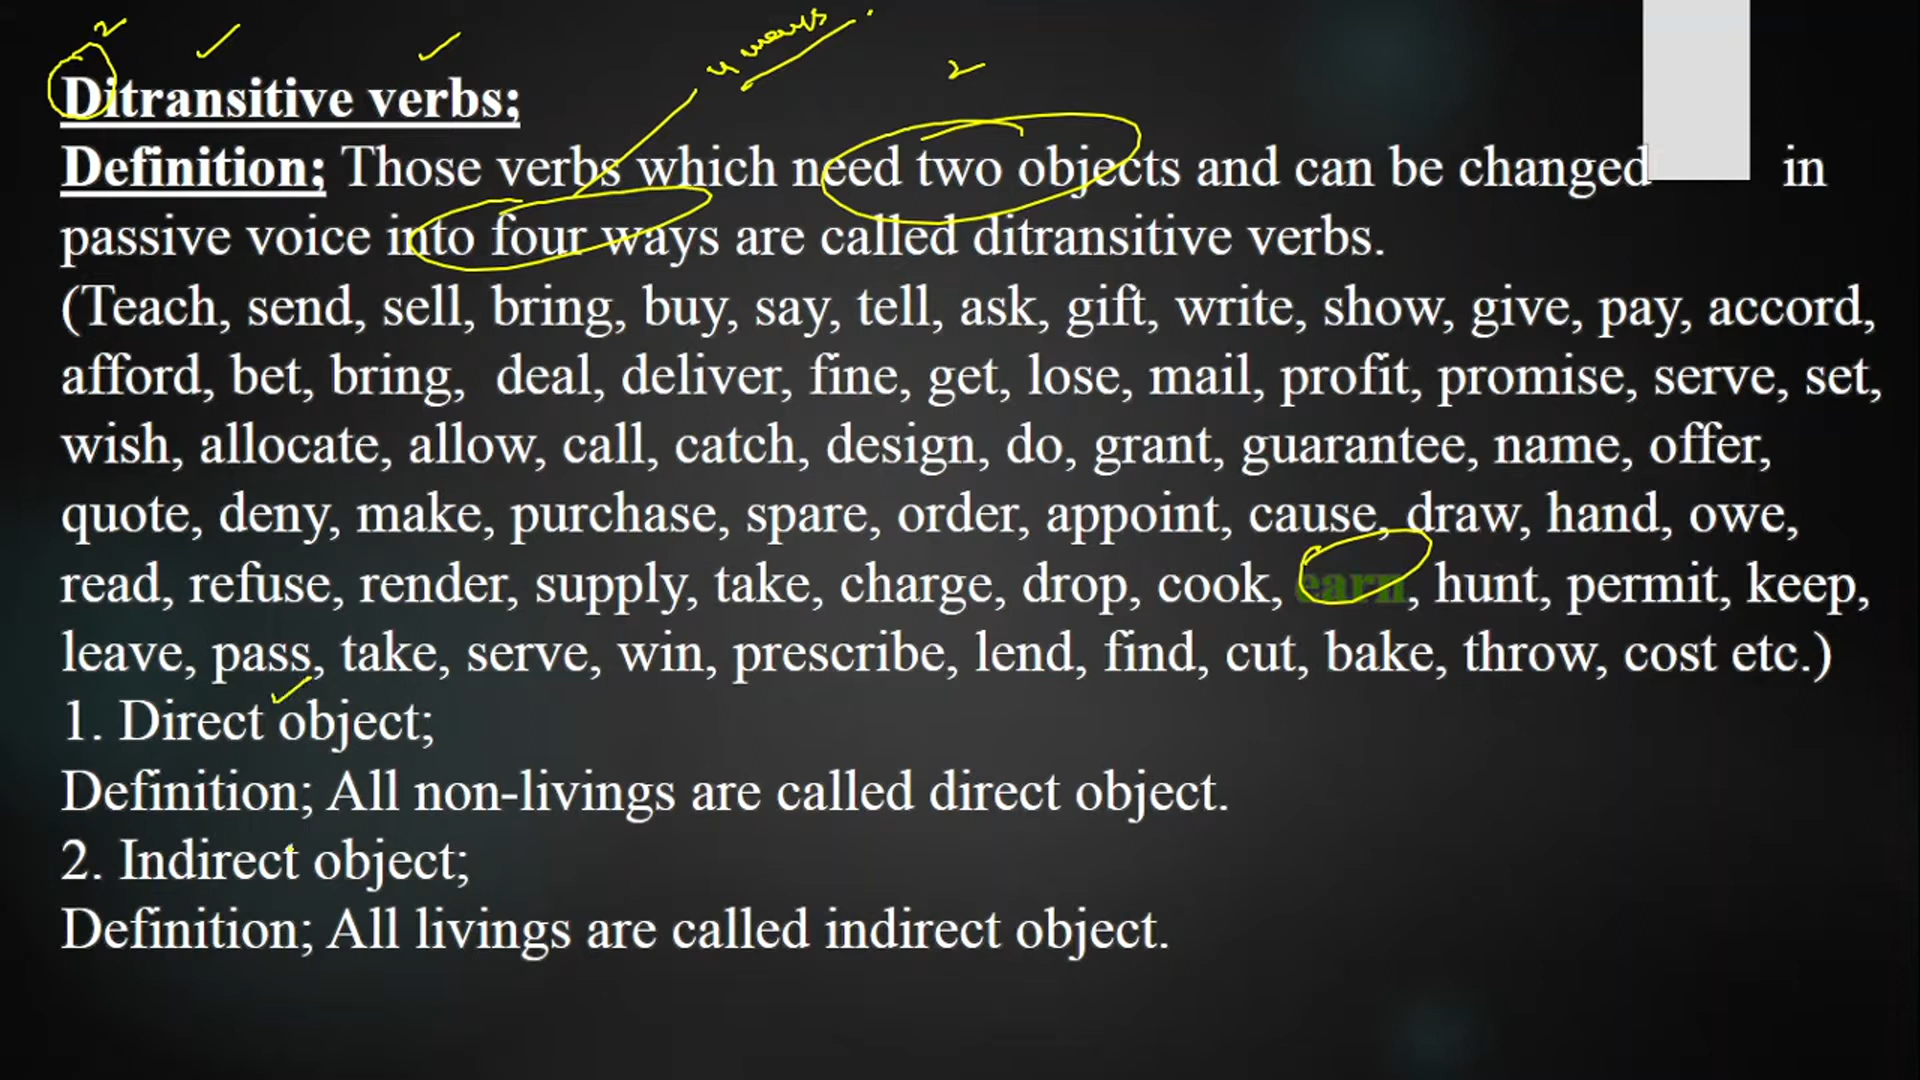 2
4 ways
2
Ditransitive verbs;
Definition; Those verbs which need two objects and can be changed in
passive voice into four ways are called ditransitive verbs.
(Teach, send, sell, bring, buy, say, tell, ask, gift, write, show, give, pay, accord,
afford, bet, bring, deal, deliver, fine, get, lose, mail, profit, promise, serve, set,
wish, allocate, allow, call, catch, design, do, grant, guarantee, name, offer,
quote, deny, make, purchase, spare, order, appoint, cause, draw, hand, owe,
read, refuse, render, supply, take, charge, drop, cook, earn, hunt, permit, keep,
leave, pass, take, serve, win, prescribe, lend, find, cut, bake, throw, cost etc.)
1. Direct object;
Definition; All non-livings are called direct object.
2. Indirect object;
Definition; All livings are called indirect object.